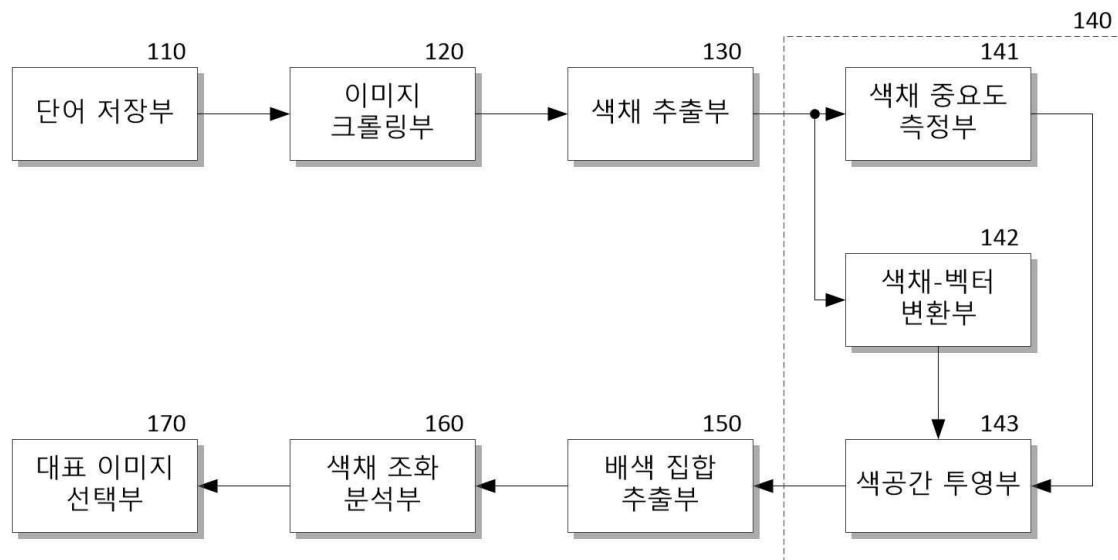 140
110
단어 저장부
120
이미지
크롤링부
130
색채 추출부
141
색채 중요도
측정부
142
색채-벡터
변환부
170
대표 이미지
선택부
160
색채 조화
분석부
150
배색 집합
추출부
143
색공간 투영부